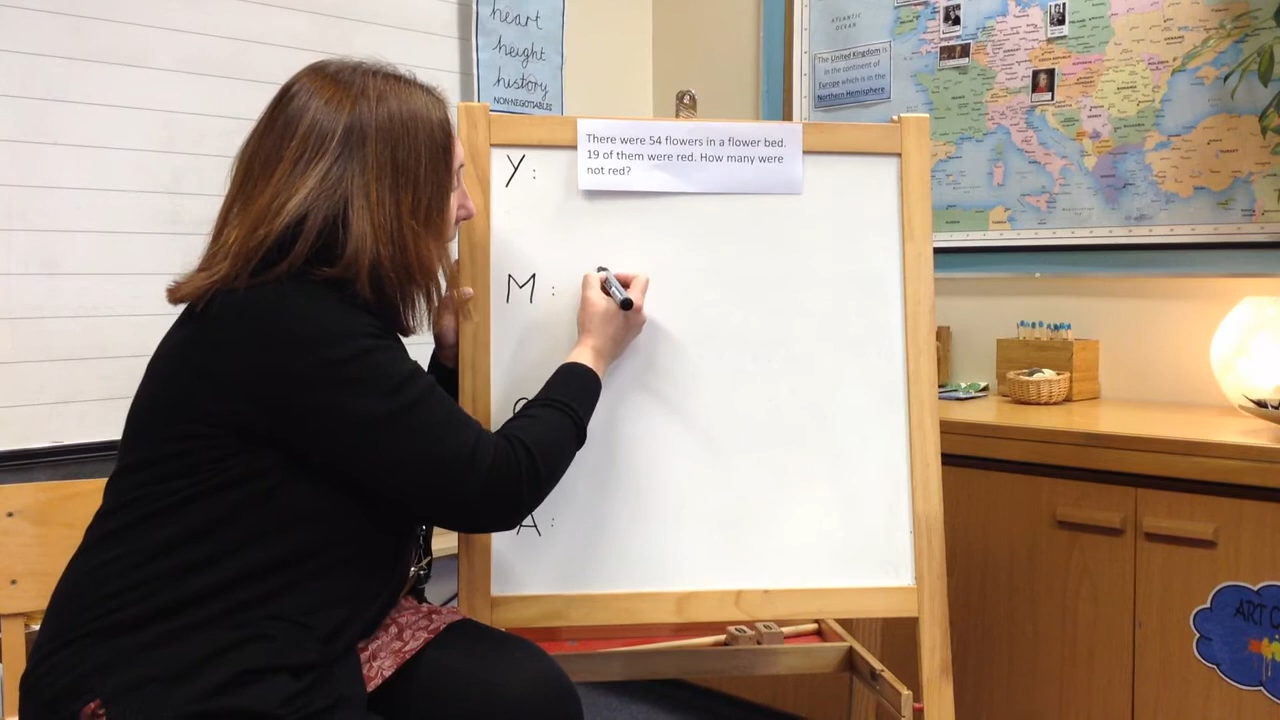 heart
height
history
NON-NEGOTIABLES
There were 54 flowers in a flower bed.
19 of them were red. How many were
not red?
Y:
M:
A:
ATLANTIC
OCEAN
The United Kingdom is
in the continent of
Europe which is in the
Northern Hemisphere
TURKEY
ART